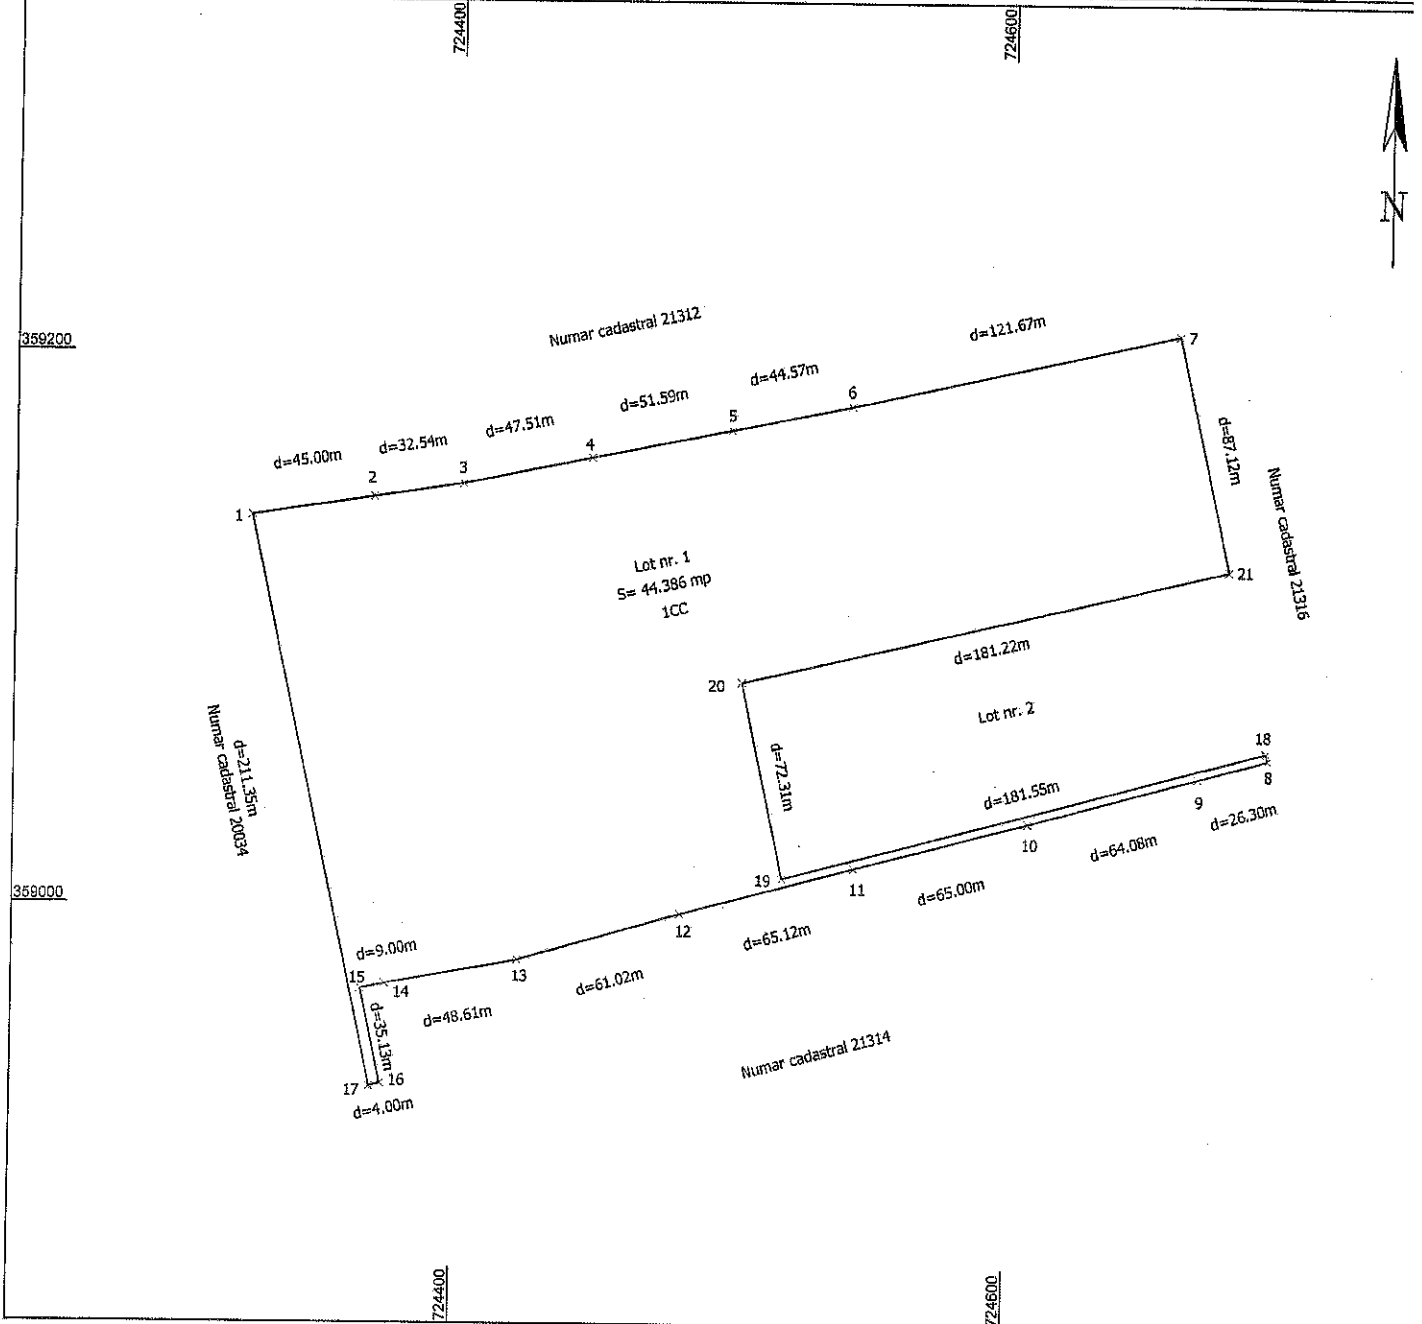 724400
724600
N
Numar cadastral 21312
359200
d=121.67m
7
d=44.57m
6
d=51.59m
5
d=47.51m
4
d=32.54m
3
d=45.00m
2
1
d=87.12m
Numar cadastral 21316
Lot nr. 1
S= 44.386 mp
1CC
21
d=181.22m
20
Lot nr. 2
Numar cadastral 20034
d=211.35m
d=72.31m
18
8
d=181.55m
9
d=26.30m
10
d=64.08m
359000
19
11
d=65.00m
12
d=65.12m
d=9.00m
13
d=61.02m
15
14
d=48.61m
d=35.13m
Numar cadastral 21314
17
16
d=4.00m
724400
724600